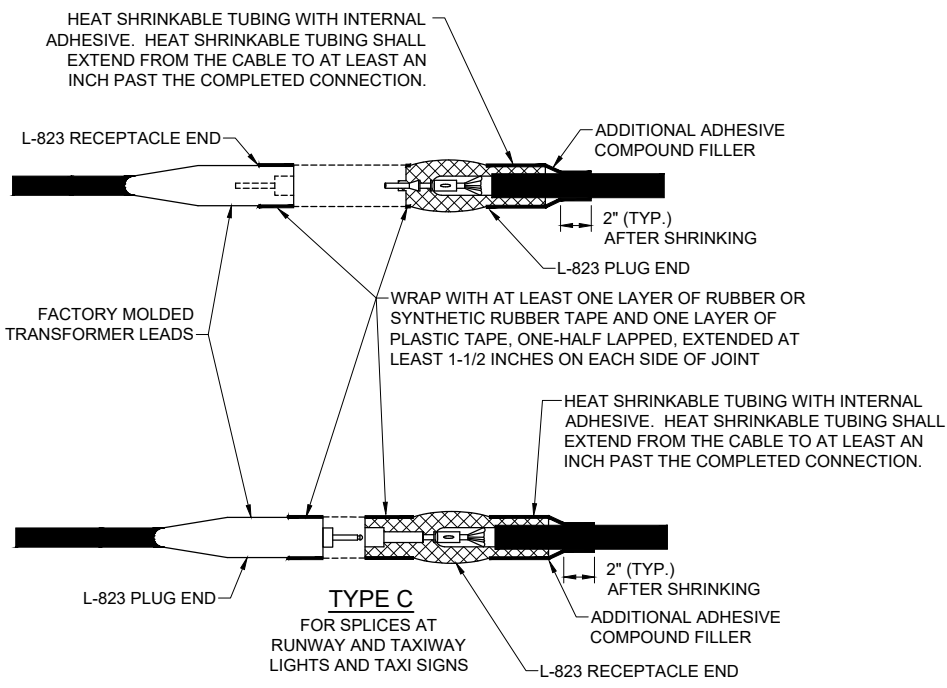 HEAT SHRINKABLE TUBING WITH INTERNAL
ADHESIVE. HEAT SHRINKABLE TUBING SHALL
EXTEND FROM THE CABLE TO AT LEAST AN
INCH PAST THE COMPLETED CONNECTION.
L-823 RECEPTACLE END
ADDITIONAL ADHESIVE
COMPOUND FILLER
2" (TYP.)
AFTER SHRINKING
L-823 PLUG END
FACTORY MOLDED
TRANSFORMER LEADS
WRAP WITH AT LEAST ONE LAYER OF RUBBER OR
SYNTHETIC RUBBER TAPE AND ONE LAYER OF
PLASTIC TAPE, ONE-HALF LAPPED, EXTENDED AT
LEAST 1-1/2 INCHES ON EACH SIDE OF JOINT
HEAT SHRINKABLE TUBING WITH INTERNAL
ADHESIVE. HEAT SHRINKABLE TUBING SHALL
EXTEND FROM THE CABLE TO AT LEAST AN
INCH PAST THE COMPLETED CONNECTION.
2" (TYP.)
AFTER SHRINKING
L-823 PLUG END
TYPE C
FOR SPLICES AT
RUNWAY AND TAXIWAY
LIGHTS AND TAXI SIGNS
ADDITIONAL ADHESIVE
COMPOUND FILLER
L-823 RECEPTACLE END